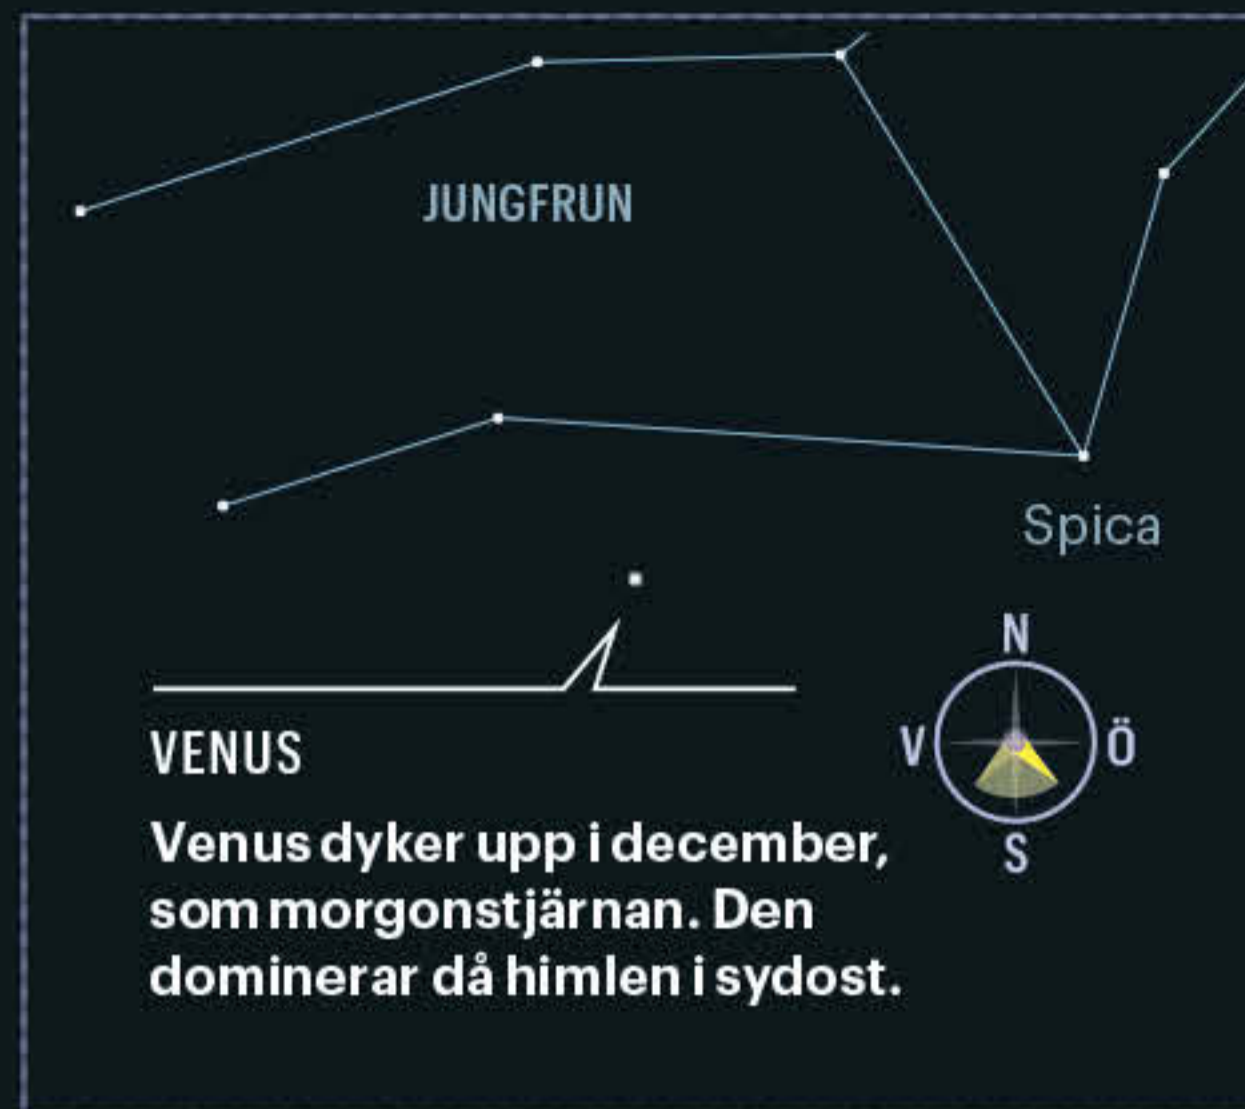 JUNGFRUN
Spica
N
V
Ö
S
VENUS
Venus dyker upp i december,
som morgonstjärnan. Den
dominerar då himlen i sydost.